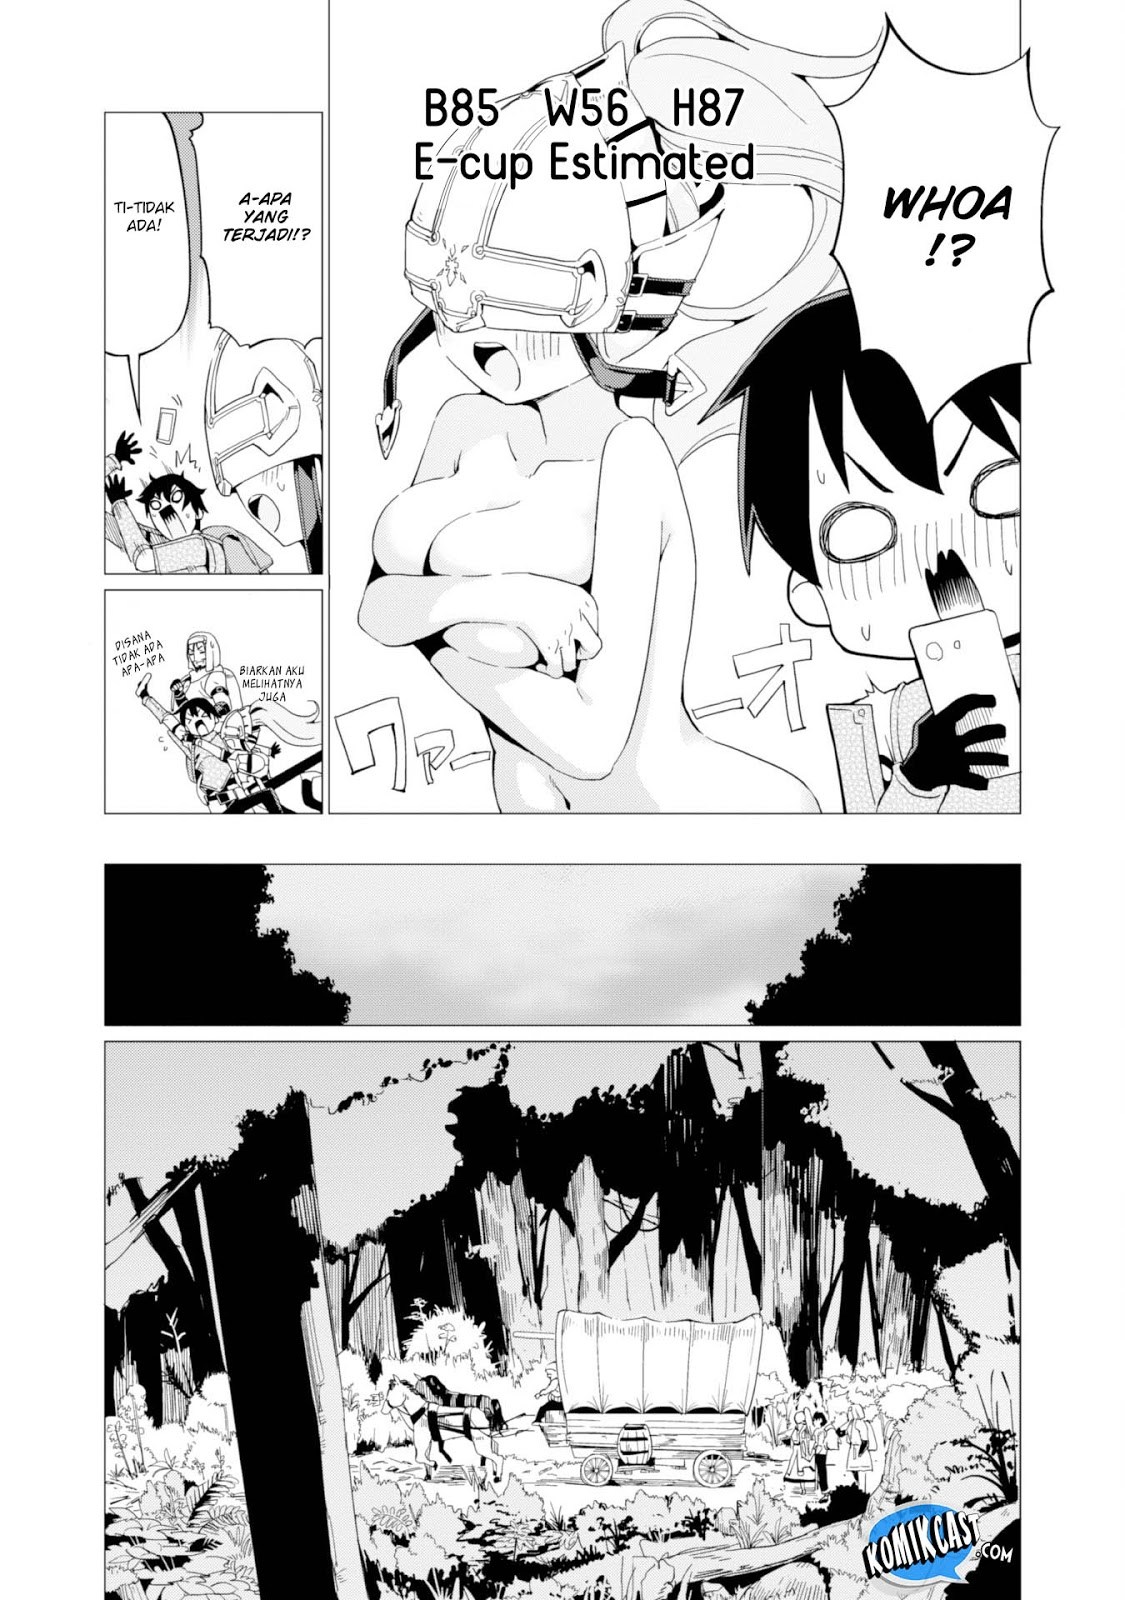 WHOA
!?
B85 W56 H87
E-cup Estimated
オー
ワァー
A-APA
YANG
TERJADI!?
TI-TIDAK
ADA!
BIARKAN AKU
MELIHATNYA
JUGA
DISANA
TIDAK ADA
APA-APA
KOMIKCAST
.COM